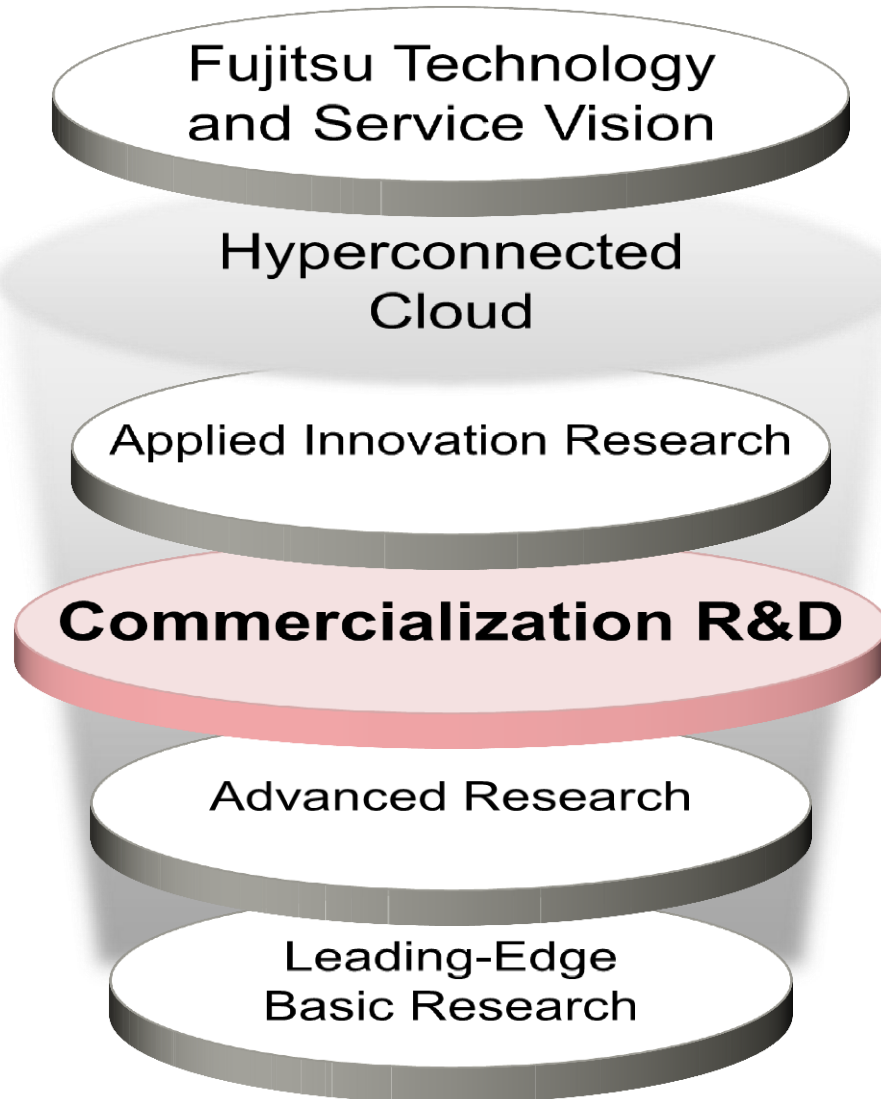 Fujitsu Technology
and Service Vision
Hyperconnected
Cloud
Applied Innovation Research
Commercialization R&D
Advanced Research
Leading-Edge
Basic Research